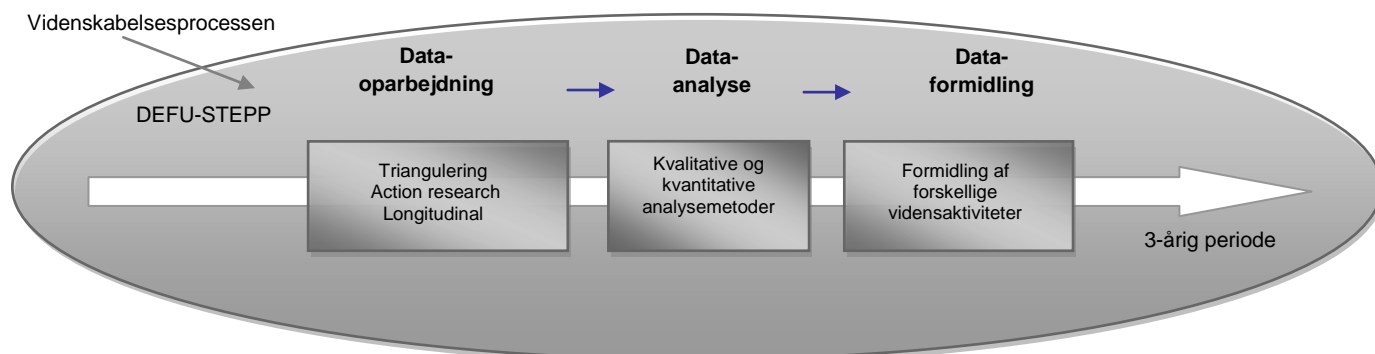 Videnskabelsesprocessen
DEFU-STEPP
Data-
oparbejdning
Data-
analyse
Data-
formidling
Triangulering
Action research
Longitudinal
Kvalitative og
kvantitative
analysemetoder
Formidling af
forskellige
vidensaktiviteter
3-årig periode